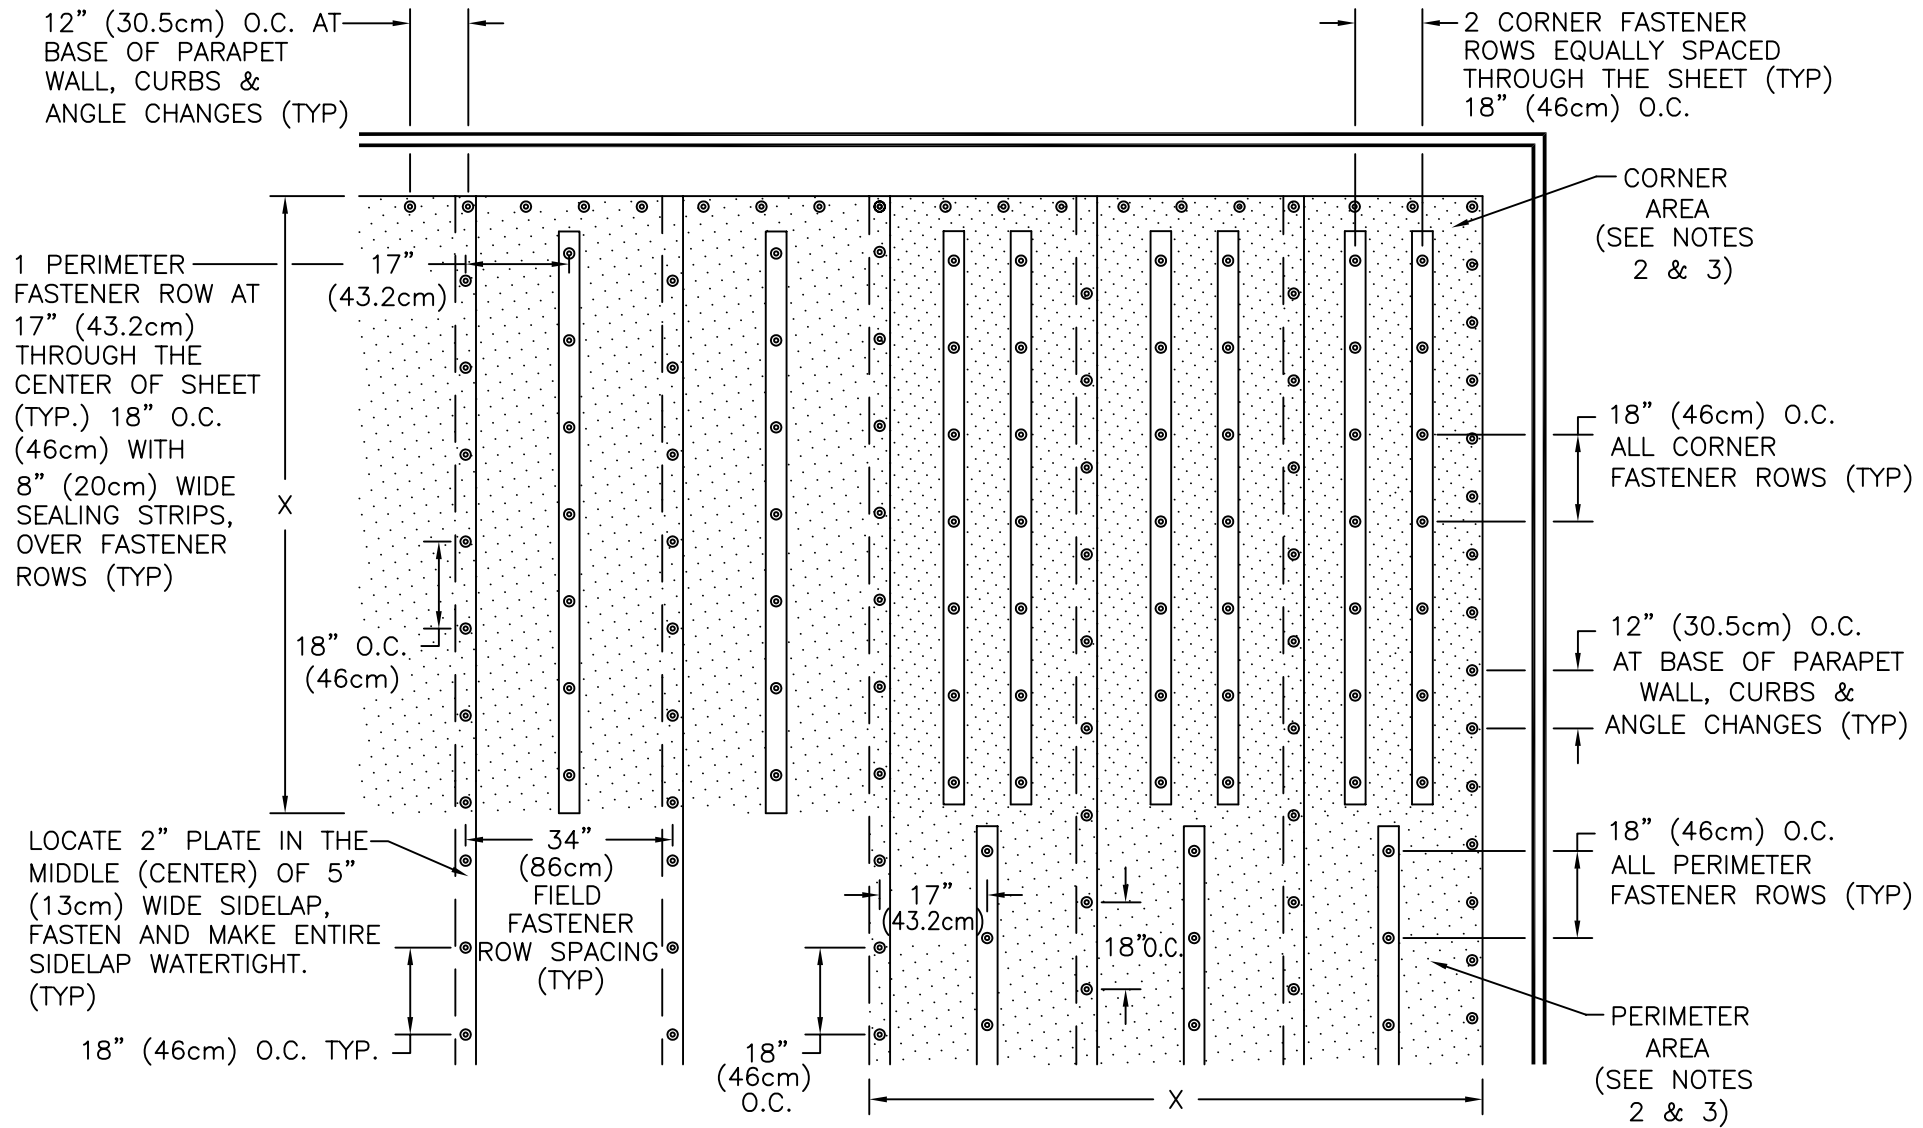 12” (30.5cm) O.C. AT
BASE OF PARAPET
WALL, CURBS &
ANGLE CHANGES (TYP)
2 CORNER FASTENER
ROWS EQUALLY SPACED
THROUGH THE SHEET (TYP)
18” (46cm) O.C.
CORNER
AREA
(SEE NOTES
2 & 3)
1 PERIMETER
FASTENER ROW AT
17” (43.2cm)
THROUGH THE
CENTER OF SHEET
(TYP.) 18” O.C.
(46cm) WITH
8” (20cm) WIDE
SEALING STRIPS,
OVER FASTENER
ROWS (TYP)
17”
(43.2cm)
X
18” O.C.
(46cm)
18” (46cm) O.C.
ALL CORNER
FASTENER ROWS (TYP)
12” (30.5cm) O.C.
AT BASE OF PARAPET
WALL, CURBS &
ANGLE CHANGES (TYP)
LOCATE 2” PLATE IN THE
MIDDLE (CENTER) OF 5”
(13cm) WIDE SIDELAP,
FASTEN AND MAKE ENTIRE
SIDELAP WATERTIGHT.
(TYP)
18” (46cm) O.C. TYP.
34”
(86cm)
FIELD
FASTENER
ROW SPACING
(TYP)
17”
(43.2cm)
18”O.C.
18”
(46cm)
O.C.
X
18” (46cm) O.C.
ALL PERIMETER
FASTENER ROWS (TYP)
PERIMETER
AREA
(SEE NOTES
2 & 3)